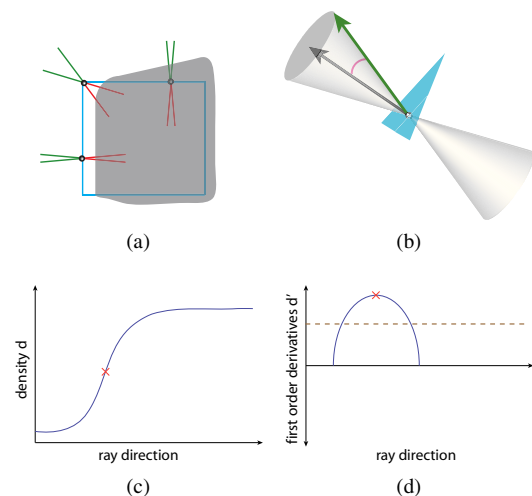 (a)
(b)
density d
ray direction
(c)
first order derivatives d'
ray direction
(d)